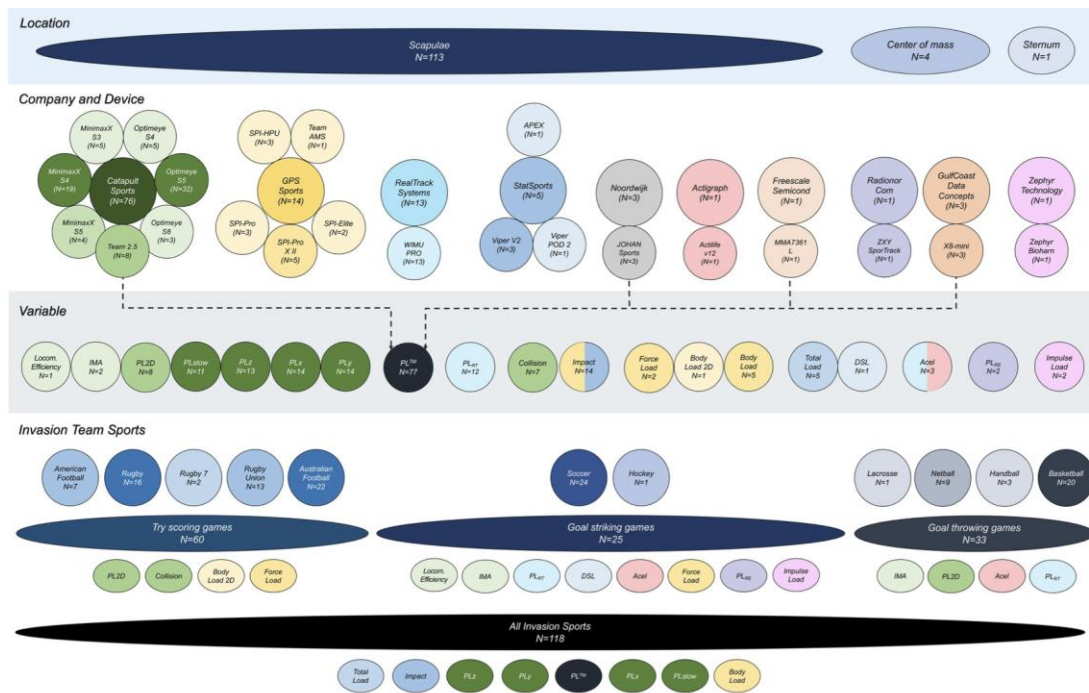 Location
Scapulae
N=113
Center of mass
N=4
Sternum
N=1
Company and Device
MinimaxX
S3
(N=5)
Optimeye
S4
(N=5)
MinimaxX
S4
(N=19)
Catapult
Sports
(N=76)
Optimeye
S5
(N=32)
MinimaxX
S5
(N=4)
Optimeye
S6
(N=3)
Team 2.5
(N=8)
SPI-HPU
(N=3)
Team
AMS
(N=1)
GPS
Sports
(N=14)
SPI-Pro
(N=3)
SPI-Elite
(N=2)
SPI-Pro
X II
(N=5)
RealTrack
Systems
(N=13)
WIMU
PRO
(N=13)
APEX
(N=1)
StatSports
(N=5)
Viper V2
(N=3)
Viper
POD 2
(N=1)
Noordwijk
(N=3)
JOHAN
Sports
(N=3)
Actigraph
(N=1)
Actilife
v12
(N=1)
Freescale
Semicond
(N=1)
MMA7361
L
(N=1)
Radionor
Com
(N=1)
ZXY
SporTrack
(N=1)
GulfCoast
Data
Concepts
(N=3)
X8-mini
(N=3)
Zephyr
Technology
(N=1)
Zephyr
Bioharn
(N=1)
Variable
Locom.
Efficiency
N=1
IMA
N=2
PL2D
N=8
PLslow
N=11
PLz
N=13
PLx
N=14
PLy
N=14
PL™
N=77
PLRT
N=12
Collision
N=7
Impact
N=14
Force
Load
N=2
Body
Load 2D
N=1
Body
Load
N=5
Total
Load
N=5
DSL
N=1
Acel
N=3
PLRE
N=2
Impulse
Load
N=2
Invasion Team Sports
American
Football
N=7
Rugby
N=16
Rugby 7
N=2
Rugby
Union
N=13
Australian
Football
N=22
Soccer
N=24
Hockey
N=1
Lacrosse
N=1
Netball
N=9
Handball
N=3
Basketball
N=20
Try scoring games
N=60
Goal striking games
N=25
Goal throwing games
N=33
PL2D
Collision
Body
Load 2D
Force
Load
Locom.
Efficiency
IMA
PLRT
DSL
Acel
Force
Load
PLRE
Impulse
Load
IMA
PL2D
Acel
PLRT
All Invasion Sports
N=118
Total
Load
Impact
PLz
PLy
PL™
PLx
PLslow
Body
Load